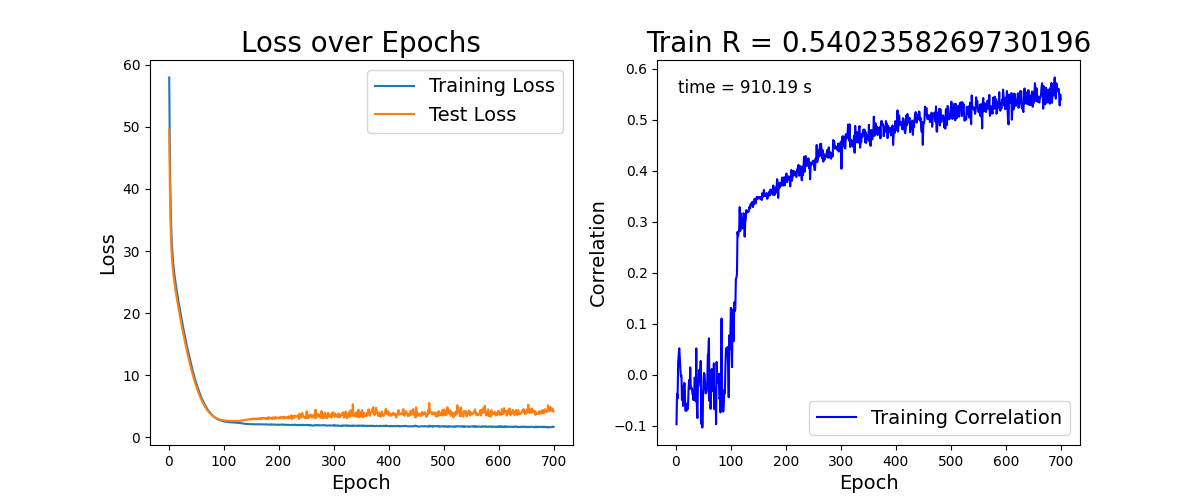 Loss over Epochs
60
50
40
30
20
10
0
Loss
Training Loss
Test Loss
0 100 200 300 400 500 600 700
Epoch
Train R = 0.5402358269730196
time = 910.19 s
0.6
0.5
0.4
0.3
0.2
0.1
0.0
−0.1
Correlation
Training Correlation
0 100 200 300 400 500 600 700
Epoch